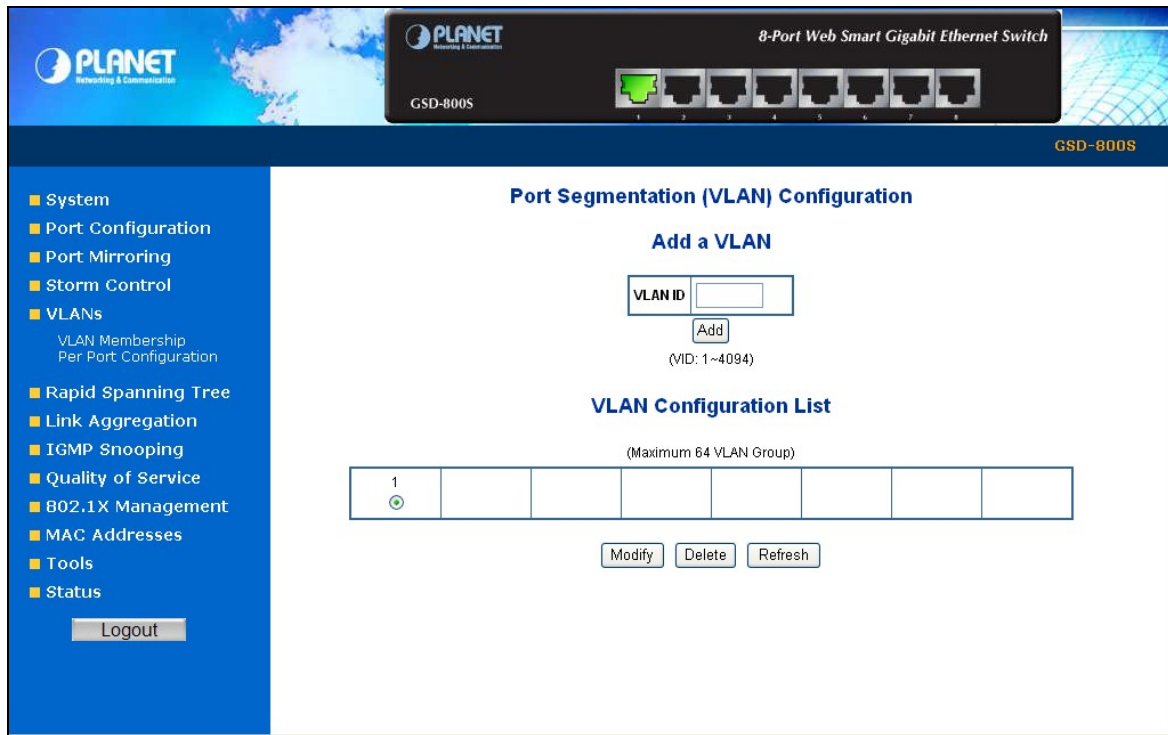 PLANET
Networking & Communication
PLANET
Networking & Communication
8-Port Web Smart Gigabit Ethernet Switch
GSD-800S
1 2 3 4 5 6 7 8
GSD-800S
System
Port Configuration
Port Mirroring
Storm Control
VLANs
VLAN Membership
Per Port Configuration
Rapid Spanning Tree
Link Aggregation
IGMP Snooping
Quality of Service
802.1X Management
MAC Addresses
Tools
Status
Logout
Port Segmentation (VLAN) Configuration
Add a VLAN
VLAN ID
Add
(VID: 1~4094)
VLAN Configuration List
(Maximum 64 VLAN Group)
1
Modify Delete Refresh